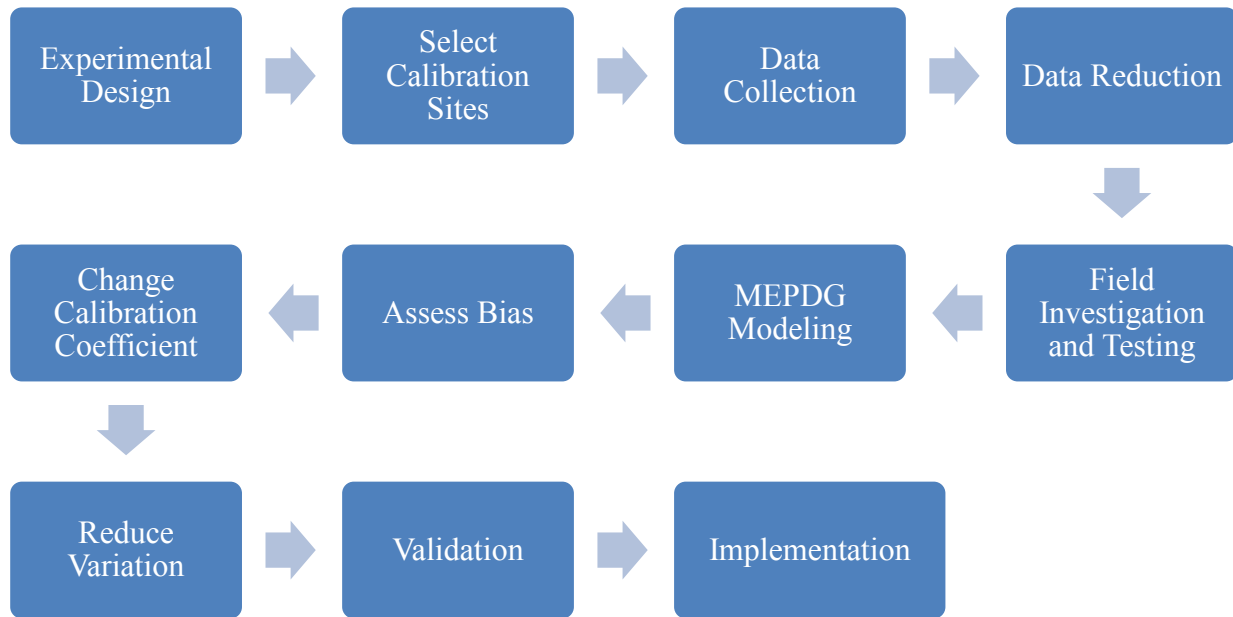 Experimental
Design
Select
Calibration
Sites
Data
Collection
Data Reduction
Field
Investigation
and Testing
MEPDG
Modeling
Assess Bias
Change
Calibration
Coefficient
Reduce
Variation
Validation
Implementation